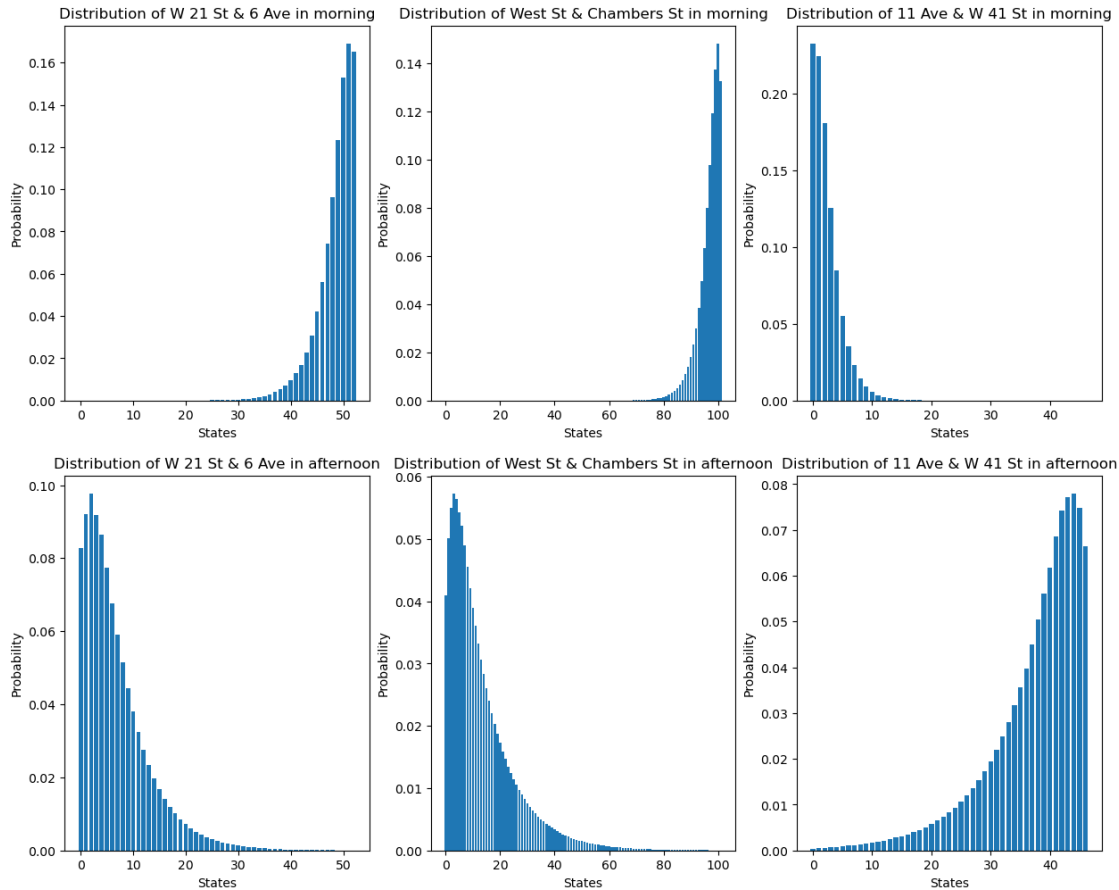 Distribution of W 21 St & 6 Ave in morning
Probability
0.16
0.14
0.12
0.10
0.08
0.06
0.04
0.02
0.00
0 10 20 30 40 50
States
Distribution of West St & Chambers St in morning
Probability
0.14
0.12
0.10
0.08
0.06
0.04
0.02
0.00
0 20 40 60 80 100
States
Distribution of 11 Ave & W 41 St in morning
Probability
0.20
0.15
0.10
0.05
0.00
0 10 20 30 40
States
Distribution of W 21 St & 6 Ave in afternoon
Probability
0.10
0.08
0.06
0.04
0.02
0.00
0 10 20 30 40 50
States
Distribution of West St & Chambers St in afternoon
Probability
0.06
0.05
0.04
0.03
0.02
0.01
0.00
0 20 40 60 80 100
States
Distribution of 11 Ave & W 41 St in afternoon
Probability
0.08
0.07
0.06
0.05
0.04
0.03
0.02
0.01
0.00
0 10 20 30 40
States